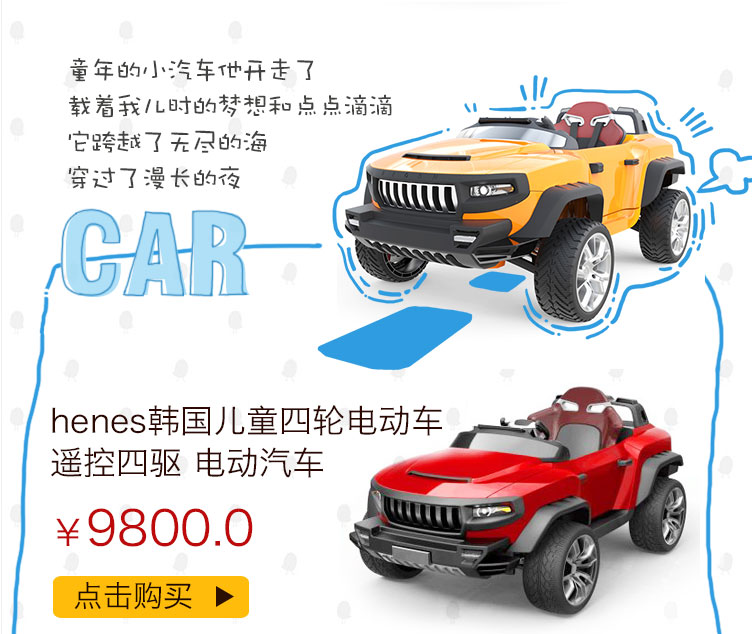 童年的小汽车他开走了
载着我儿时的梦想和点点滴滴
它跨越了无尽的海
穿过了漫长的夜
CAR
henes韩国儿童四轮电动车
遥控四驱 电动汽车
￥9800.0
点击购买 ▶